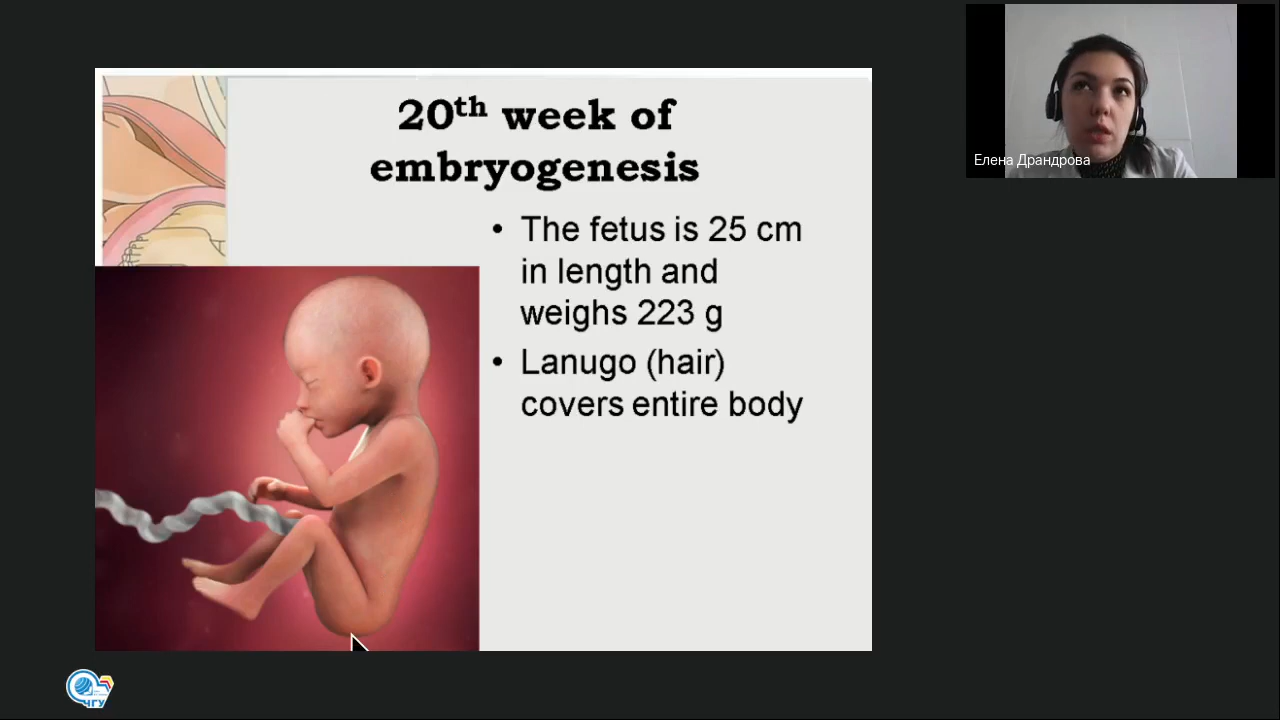 20th week of
embryogenesis
• The fetus is 25 cm
in length and
weighs 223 g
• Lanugo (hair)
covers entire body
Елена Драндрова
ЧГУ